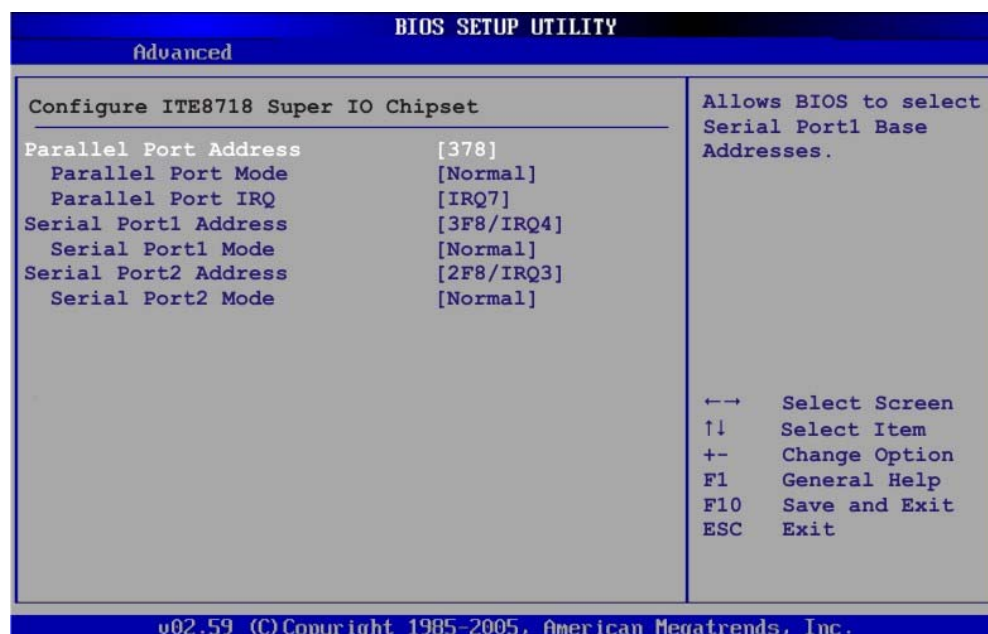 BIOS SETUP UTILITY
Advanced
Configure ITE8718 Super IO Chipset
Parallel Port Address [378]
Parallel Port Mode [Normal]
Parallel Port IRQ [IRQ7]
Serial Port1 Address [3F8/IRQ4]
Serial Port1 Mode [Normal]
Serial Port2 Address [2F8/IRQ3]
Serial Port2 Mode [Normal]
Allows BIOS to select
Serial Port1 Base
Addresses.
←→ Select Screen
↑↓ Select Item
+- Change Option
F1 General Help
F10 Save and Exit
ESC Exit
v02.59 (C)Copyright 1985-2005, American Megatrends, Inc.